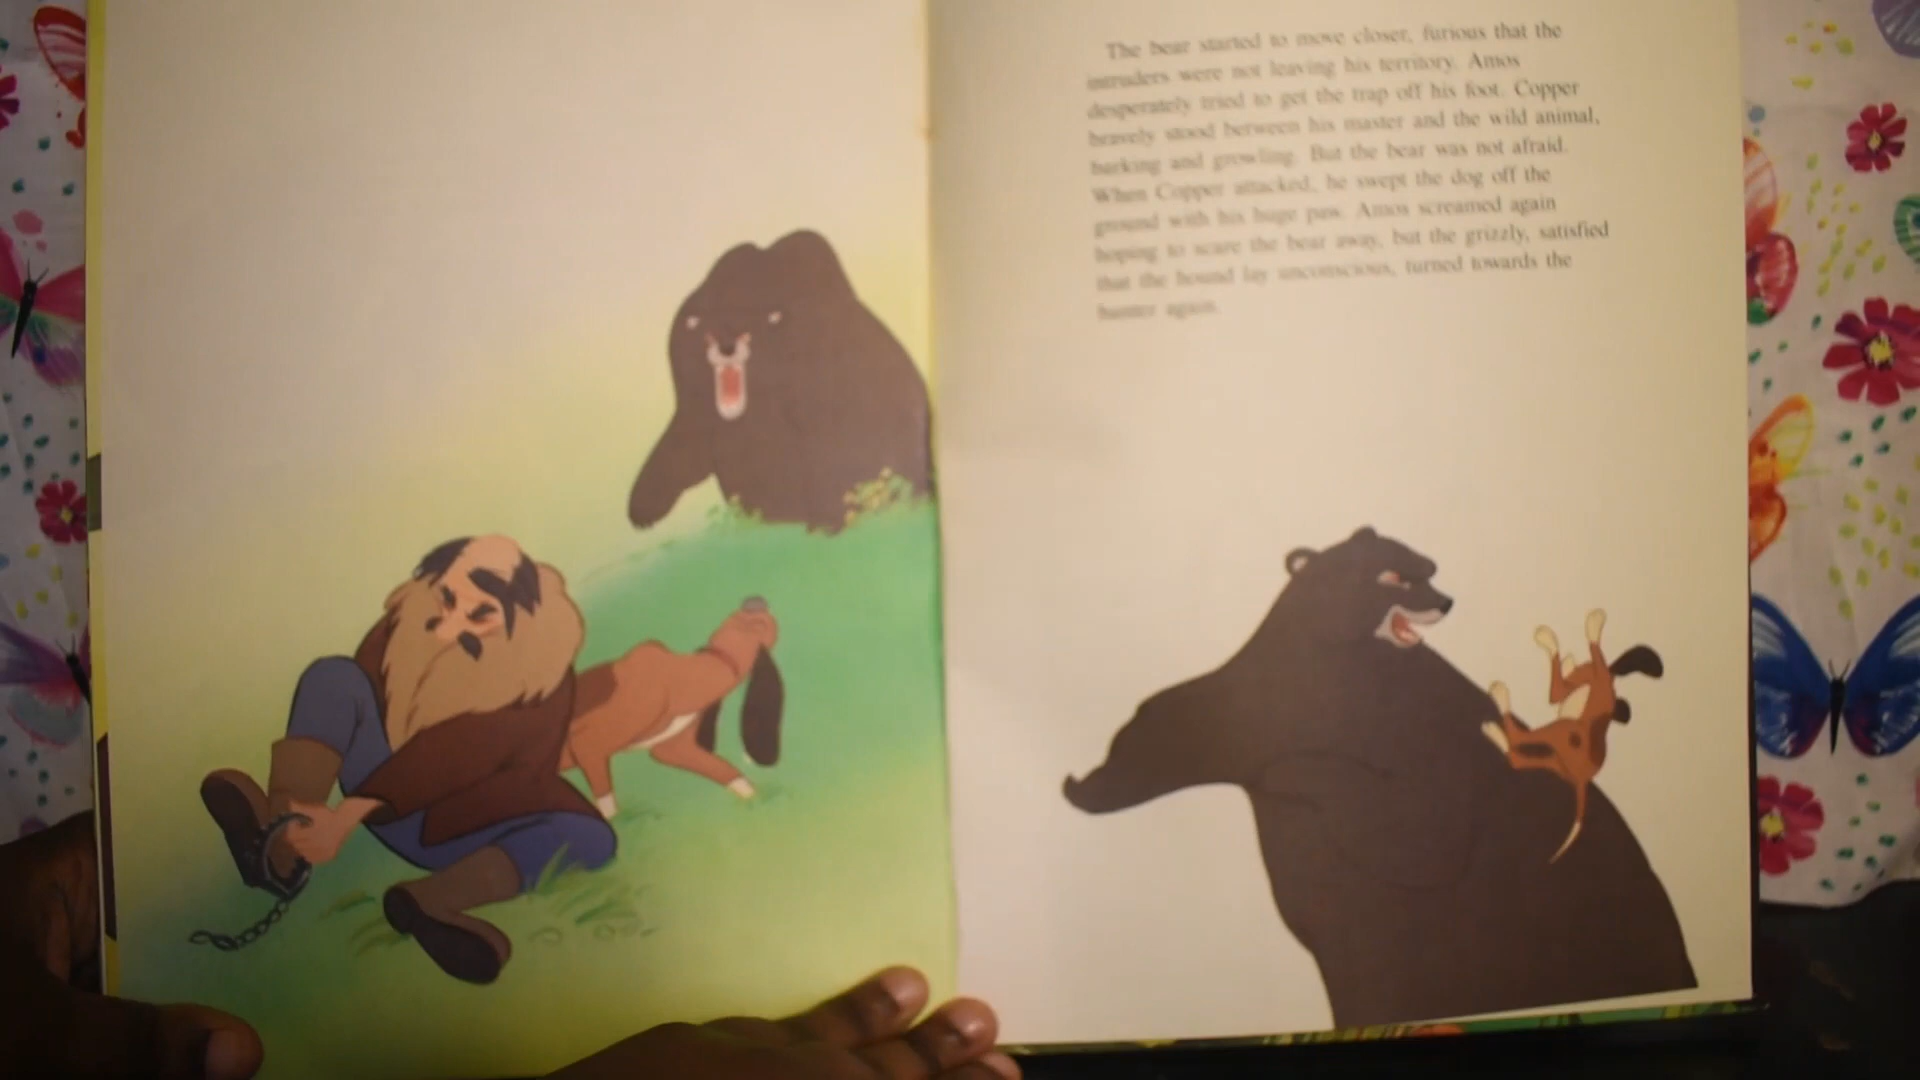 The bear started to move closer, furious that the
intruders were not leaving his territory. Amos
desperately tried to get the trap off his foot. Copper
bravely stood between his master and the wild animal,
barking and growling. But the bear was not afraid.
When Copper attacked, he swept the dog off the
ground with his huge paw. Amos screamed again
hoping to scare the bear away, but the grizzly, satisfied
that the hound lay unconscious, turned towards the
hunter again.